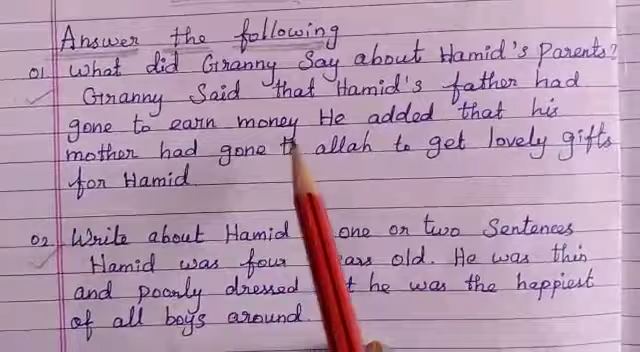 Answer the following
01 What did Granny Say about Hamid's Parents?
Granny Said that Hamid's father had
gone to earn money He added that his
mother had gone to allah to get lovely gifts
for Hamid
02 Write about Hamid one or two Sentences
Hamid was four old. He was thin
and poorly dressed he was the happiest
of all boys around.